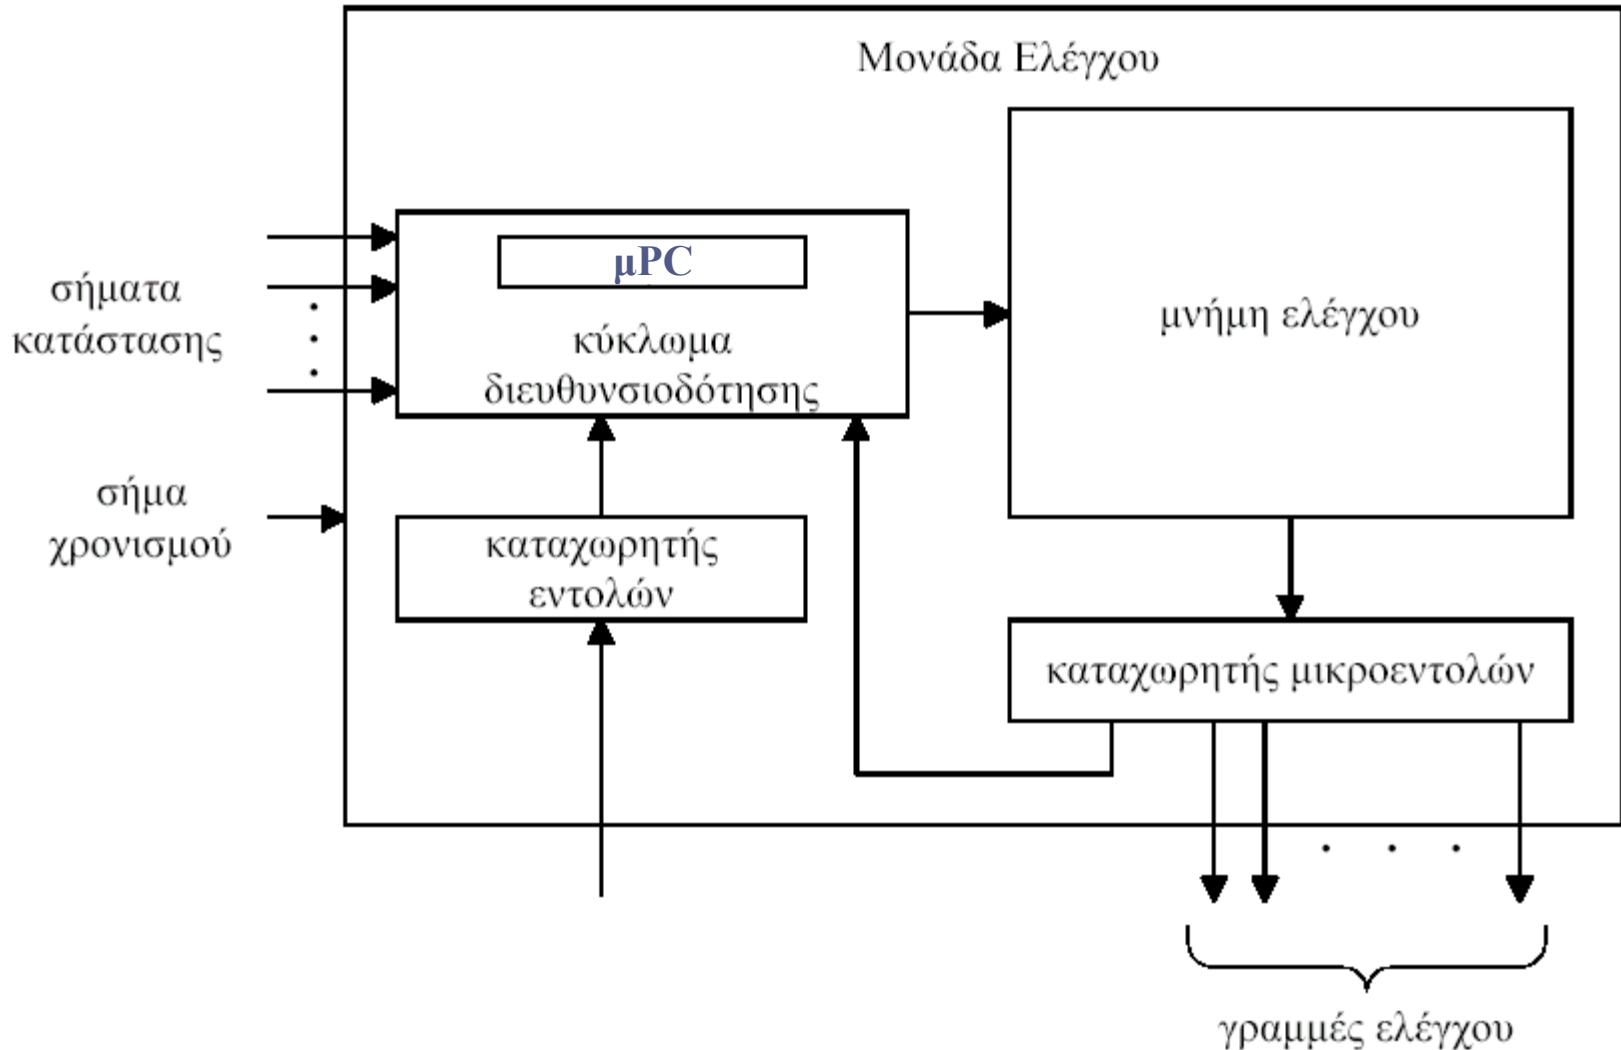 Μονάδα Ελέγχου
μPC
κύκλωμα
διευθυνσιοδότησης
μνήμη ελέγχου
σήματα
κατάστασης
σήμα
χρονισμού
καταχωρητής
εντολών
καταχωρητής μικροεντολών
γραμμές ελέγχου